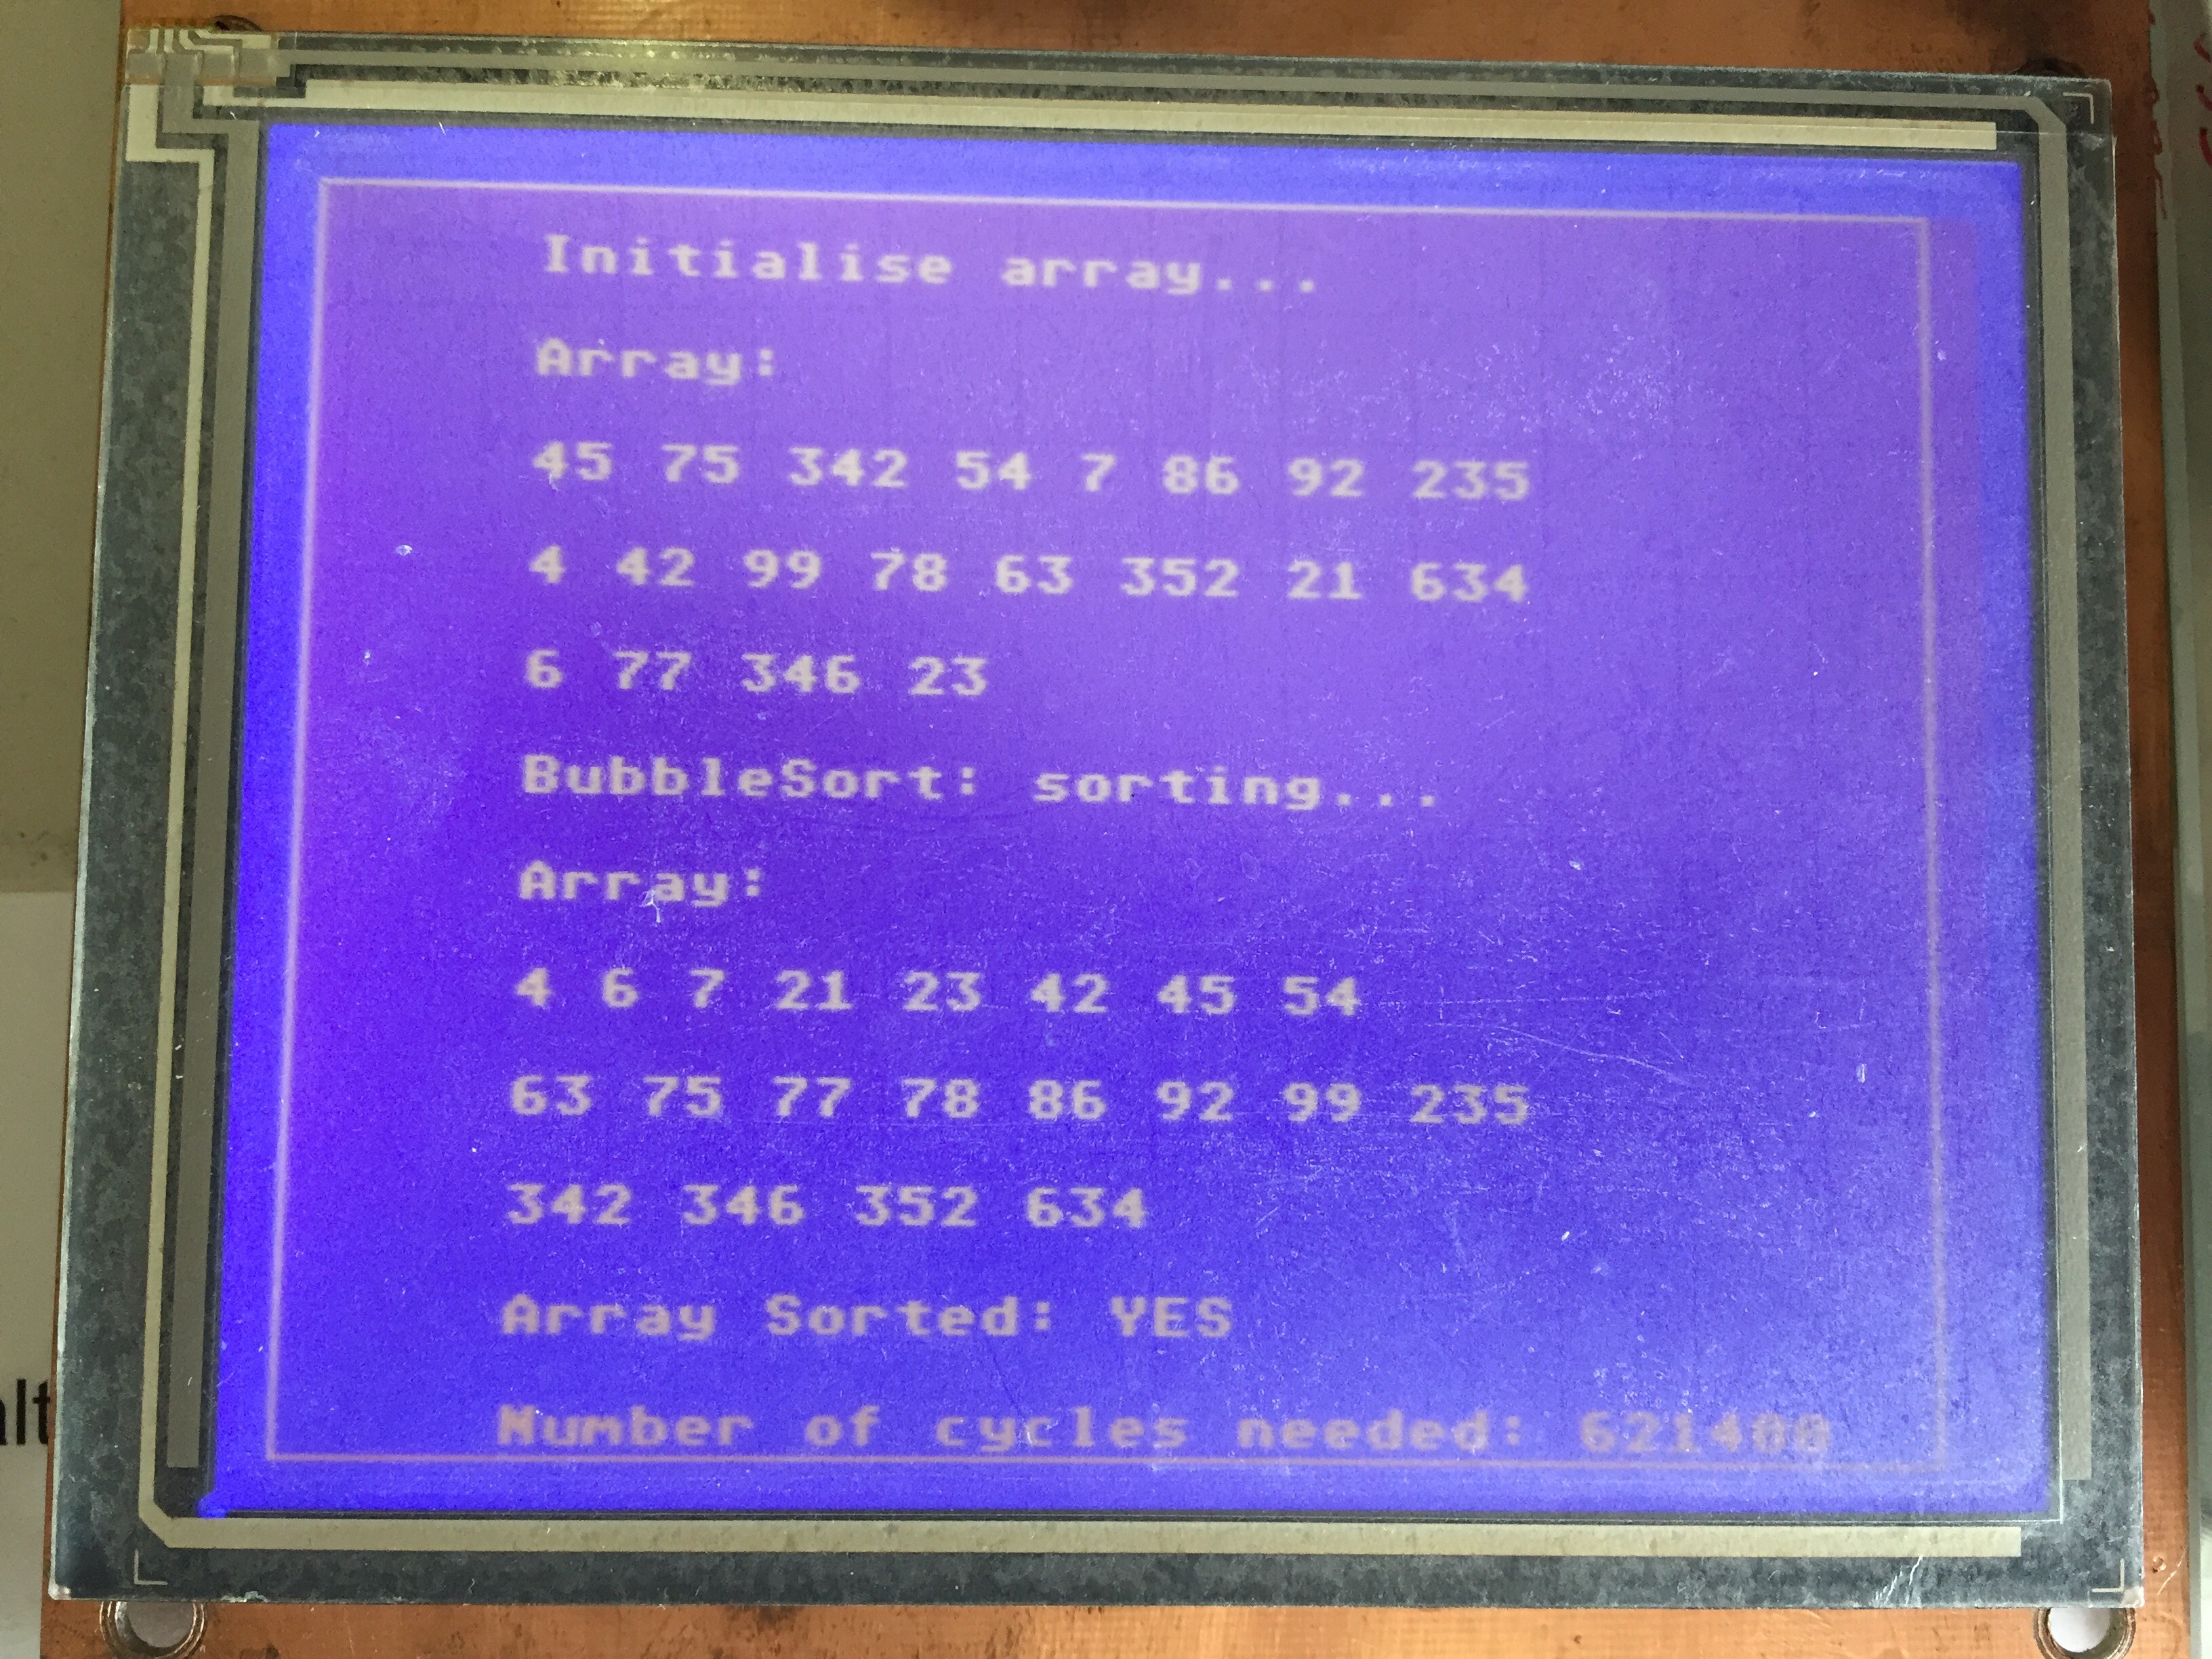 Initialise array...
Array:
45 75 342 54 7 86 92 235
4 42 99 78 63 352 21 634
6 77 346 23
BubbleSort: sorting...
Array:
4 6 7 21 23 42 45 54
63 75 77 78 86 92 99 235
342 346 352 634
Array Sorted: YES
Number of cycles needed:
alt